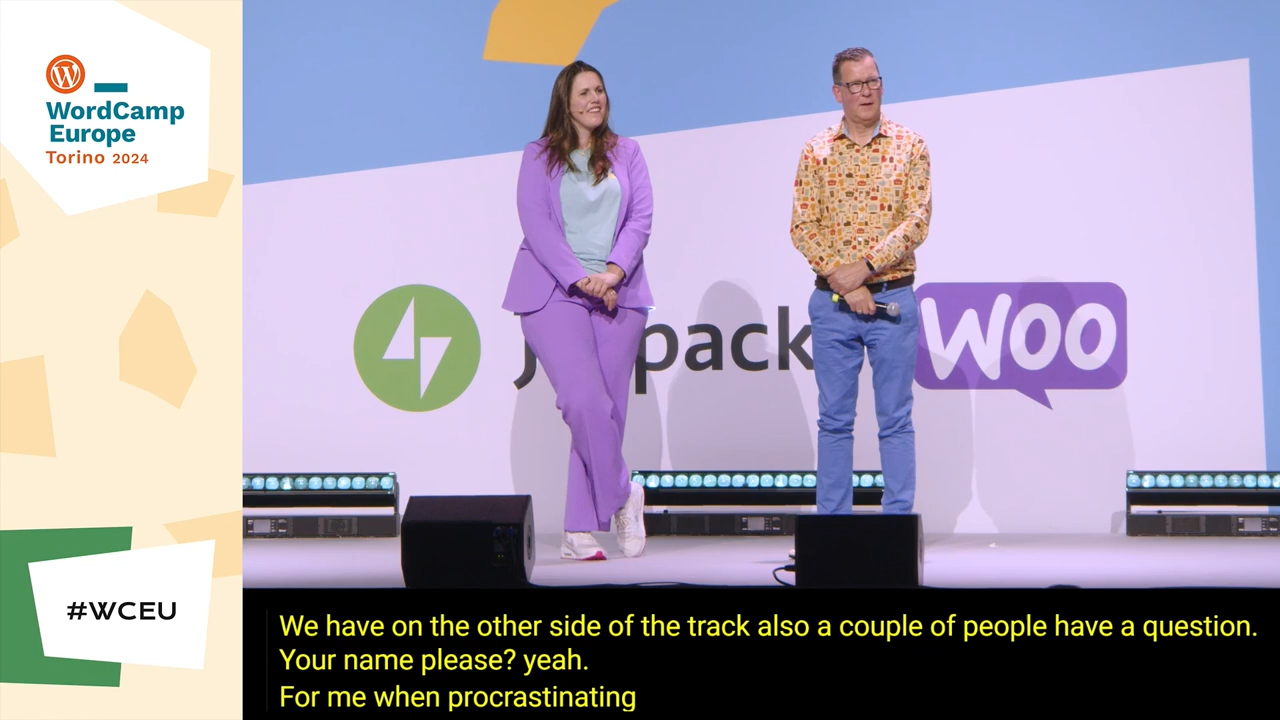 WordCamp
Europe
Torino 2024
J pack
Woo
#WCEU
We have on the other side of the track also a couple of people have a question.
Your name please? yeah.
For me when procrastinating